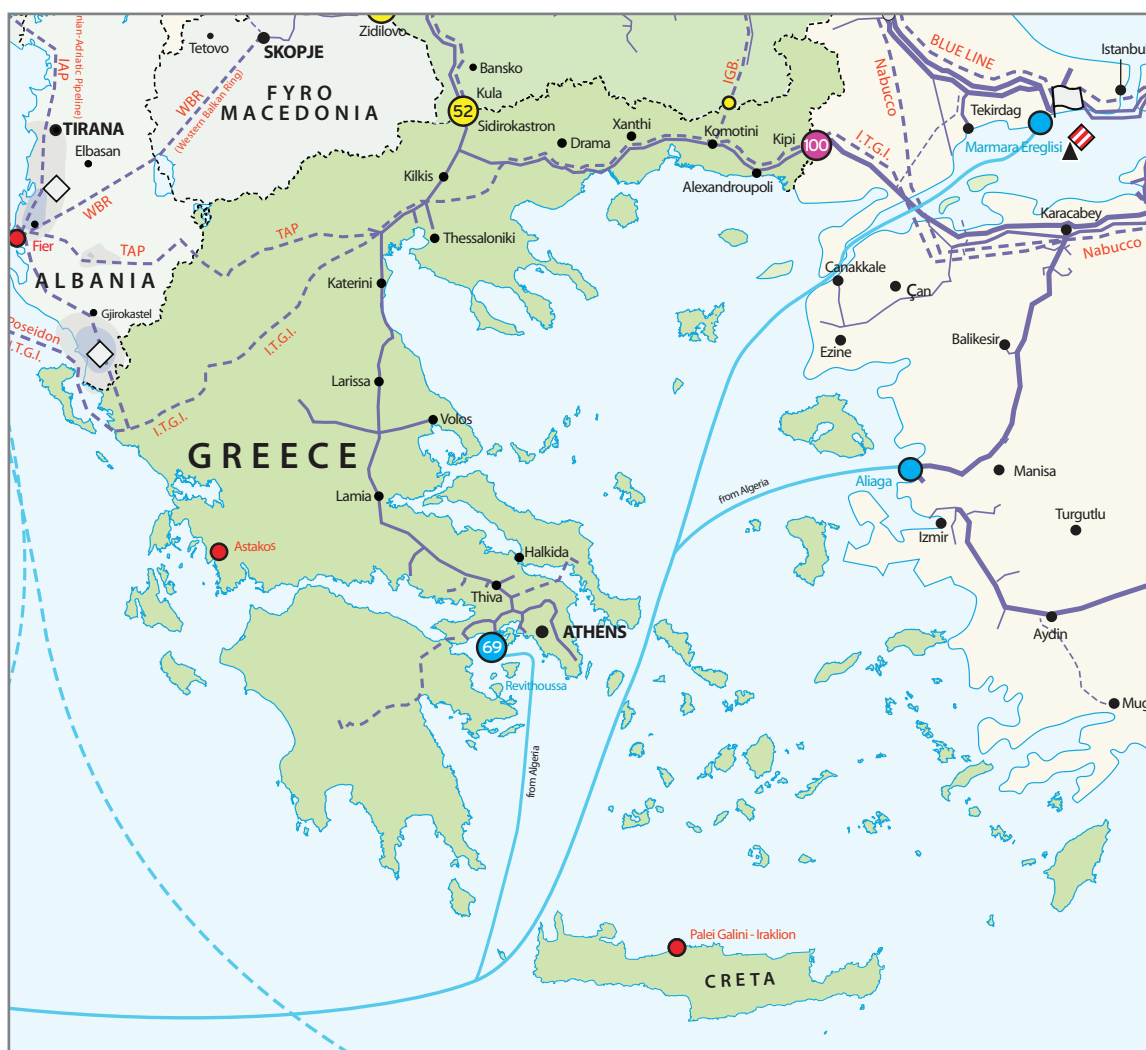 Zidilovo
Tetovo
SKOPJE
IAP
nian-Adriatic Pipeline)
WBR
(Western Balkan Ring)
FYRO
MACEDONIA
Bansko
Kula
52
Sidirokastron
IGB.
Nabucco
BLUE LINE
Istanbu
Tekirdag
Marmara Ereglisi
TIRANA
Elbasan
Drama
Xanthi
Komotini
Kipi
100
I.T.G.I.
Kilkis
Alexandroupoli
WBR
Fier
TAP
TAP
Thessaloniki
Karacabey
Nabucco
ALBANIA
Katerini
Canakkale
Çan
Gjirokastel
Poseidon
I.T.G.I.
I.T.G.I.
Ezine
Balikesir
Larissa
I.T.G.I.
Volos
GREECE
Lamia
from Algeria
Aliaga
Manisa
Turgutlu
Izmir
Astakos
Halkida
Thiva
ATHENS
69
Revithoussa
Aydin
Mug
from Algeria
Palei Galini - Iraklion
CRETA